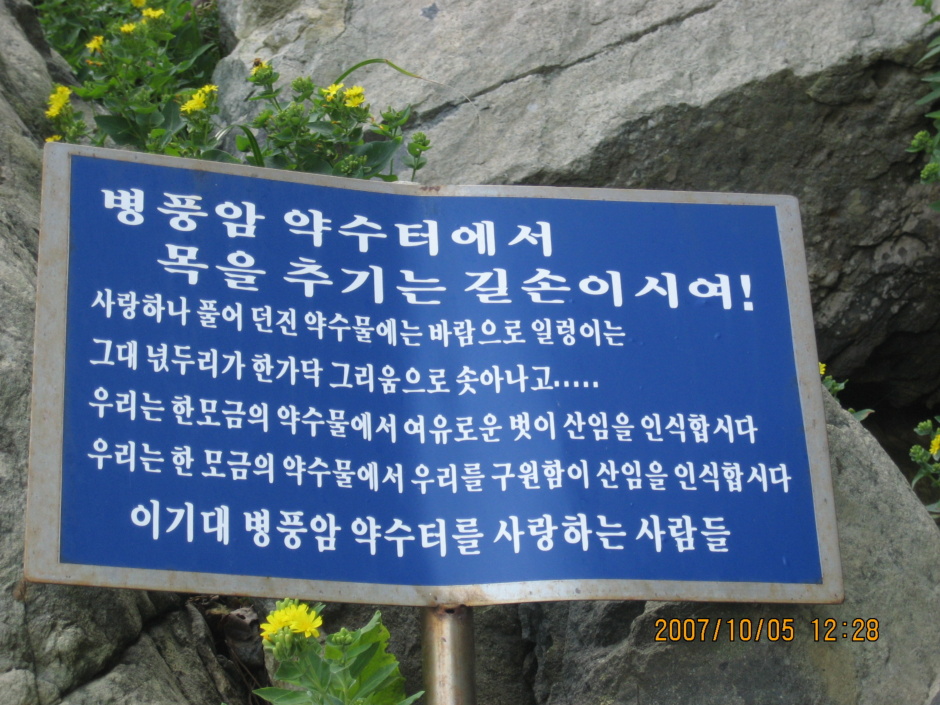 병풍암 약수터에서
목을 추기는 길손이시여!
사랑하나 풀어 던진 약수물에는 바람으로 일렁이는
그대 넋두리가 한가닥 그리움으로 솟아나고.....
우리는 한모금의 약수물에서 여유로운 벗이 산임을 인식합시다
우리는 한 모금의 약수물에서 우리를 구원함이 산임을 인식합시다
이기대 병풍암 약수터를 사랑하는 사람들
2007/10/05 12:28